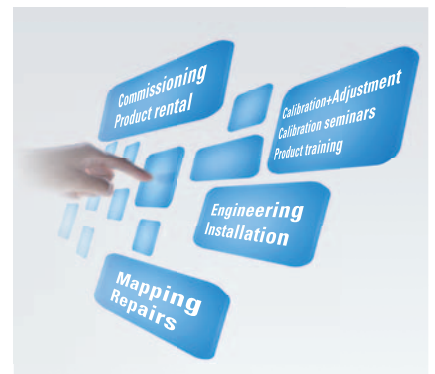 Commissioning
Product rental
Calibration+Adjustment
Calibration seminars
Product training
Engineering
Installation
Mapping
Repairs